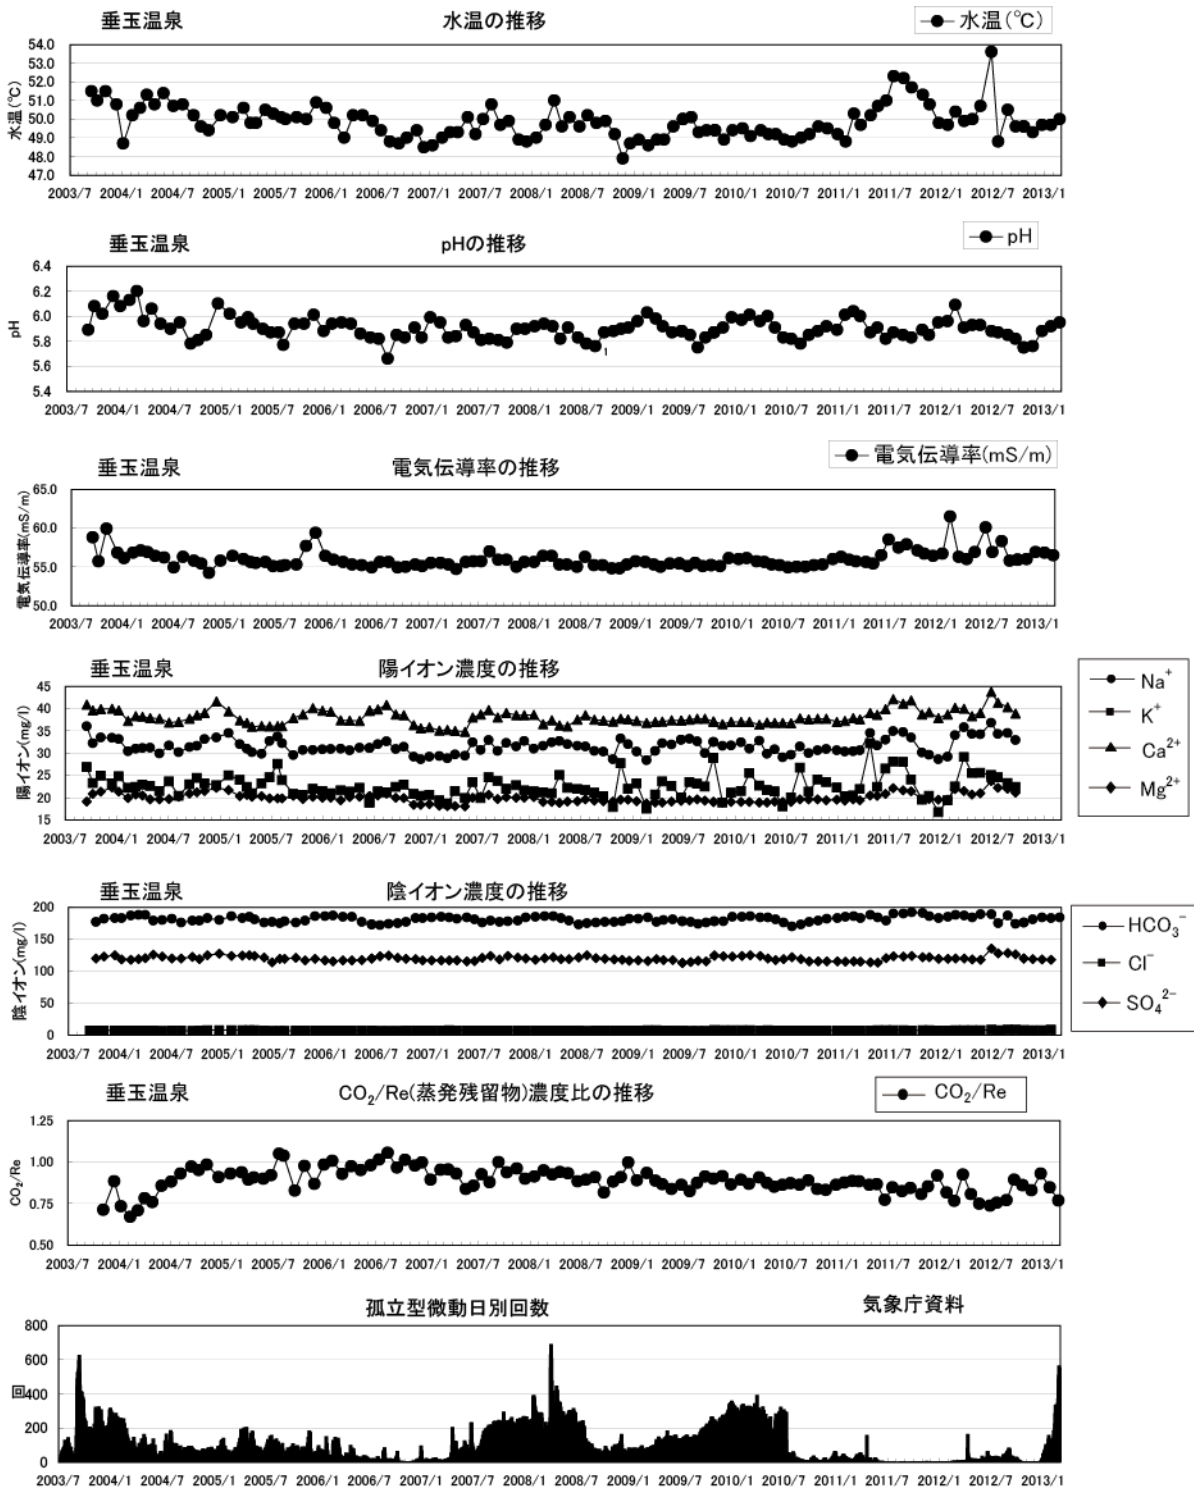 垂玉温泉 水温の推移 水温(℃)
54.0
53.0
52.0
51.0
50.0
49.0
48.0
47.0
水温(℃)
2003/7 2004/1 2004/7 2005/1 2005/7 2006/1 2006/7 2007/1 2007/7 2008/1 2008/7 2009/1 2009/7 2010/1 2010/7 2011/1 2011/7 2012/1 2012/7 2013/1
垂玉温泉 pHの推移 pH
6.4
6.2
6.0
5.8
5.6
5.4
pH
2003/7 2004/1 2004/7 2005/1 2005/7 2006/1 2006/7 2007/1 2007/7 2008/1 2008/7 2009/1 2009/7 2010/1 2010/7 2011/1 2011/7 2012/1 2012/7 2013/1
垂玉温泉 電気伝導率の推移 電気伝導率(mS/m)
65.0
60.0
55.0
50.0
電気伝導率(mS/m)
2003/7 2004/1 2004/7 2005/1 2005/7 2006/1 2006/7 2007/1 2007/7 2008/1 2008/7 2009/1 2009/7 2010/1 2010/7 2011/1 2011/7 2012/1 2012/7 2013/1
垂玉温泉 陽イオン濃度の推移
45
40
35
30
25
20
15
陽イオン(mg/l)
Na⁺
K⁺
Ca²⁺
Mg²⁺
2003/7 2004/1 2004/7 2005/1 2005/7 2006/1 2006/7 2007/1 2007/7 2008/1 2008/7 2009/1 2009/7 2010/1 2010/7 2011/1 2011/7 2012/1 2012/7 2013/1
垂玉温泉 陰イオン濃度の推移
200
150
100
50
0
陰イオン(mg/l)
HCO₃⁻
Cl⁻
SO₄²⁻
2003/7 2004/1 2004/7 2005/1 2005/7 2006/1 2006/7 2007/1 2007/7 2008/1 2008/7 2009/1 2009/7 2010/1 2010/7 2011/1 2011/7 2012/1 2012/7 2013/1
垂玉温泉 CO₂/Re(蒸発残留物)濃度比の推移 CO₂/Re
1.25
1.00
0.75
0.50
CO₂/Re
2003/7 2004/1 2004/7 2005/1 2005/7 2006/1 2006/7 2007/1 2007/7 2008/1 2008/7 2009/1 2009/7 2010/1 2010/7 2011/1 2011/7 2012/1 2012/7 2013/1
孤立型微動日別回数 気象庁資料
800
600
400
200
0
回
2003/7 2004/1 2004/7 2005/1 2005/7 2006/1 2006/7 2007/1 2007/7 2008/1 2008/7 2009/1 2009/7 2010/1 2010/7 2011/1 2011/7 2012/1 2012/7 2013/1